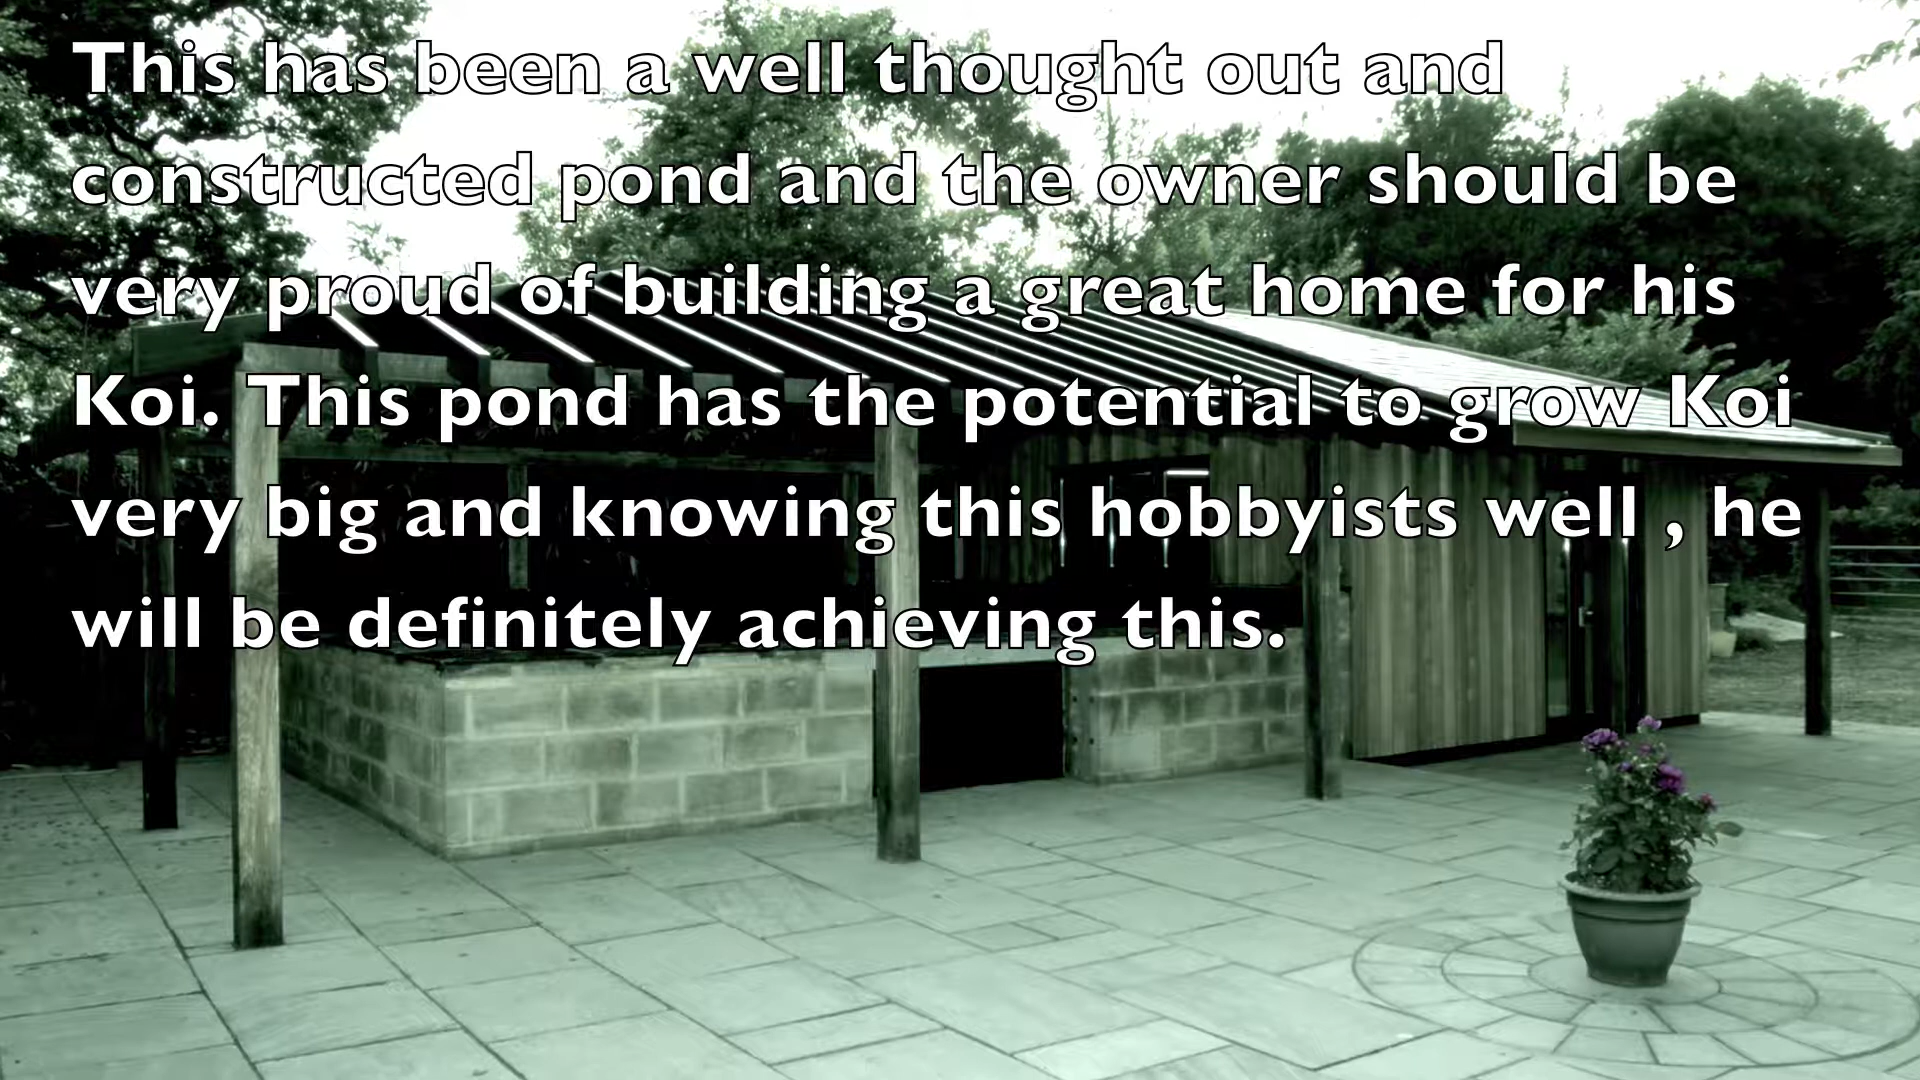 This has been a well thought out and
constructed pond and the owner should be
very proud of building a great home for his
Koi. This pond has the potential to grow Koi
very big and knowing this hobbyists well , he
will be definitely achieving this.